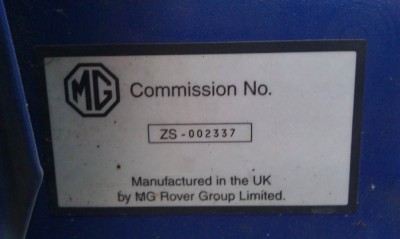 MG Commission No.
ZS-002337
Manufactured in the UK
by MG Rover Group Limited.